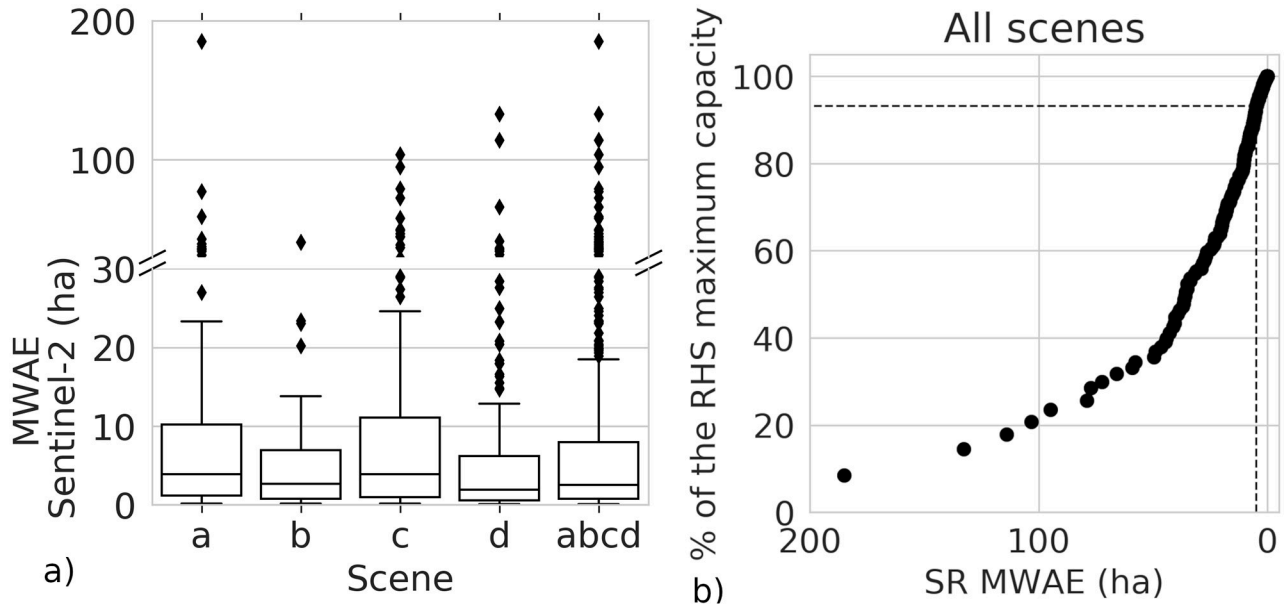 200
100
30
20
10
0
MWAE
Sentinel-2 (ha)
a b c d abcd
Scene
a)
All scenes
% of the RHS maximum capacity
100
80
60
40
20
0
200 100 0
SR MWAE (ha)
b)